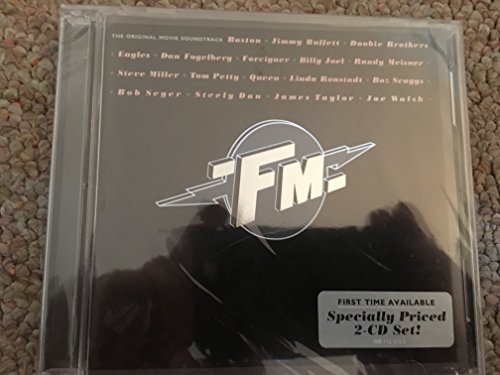 THE ORIGINAL MOVIE SOUNDTRACK Boston · Jimmy Buffett · Doobie Brothers
· Eagles · Dan Fogelberg · Foreigner · Billy Joel · Randy Meisner ·
Steve Miller · Tom Petty · Queen · Linda Ronstadt · Boz Scaggs ·
Bob Seger · Steely Dan · James Taylor · Joe Walsh ·
FM
FIRST TIME AVAILABLE
Specially Priced
2-CD Set!